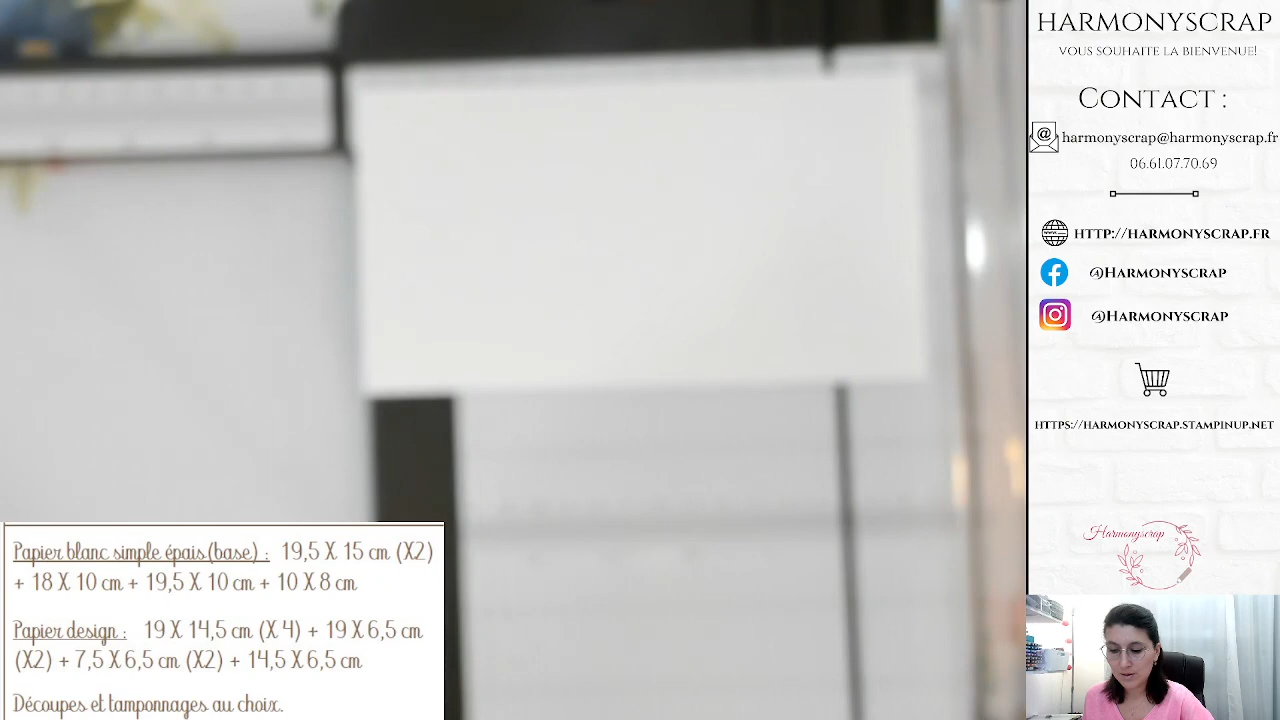 HARMONYSCRAP
VOUS SOUHAITE LA BIENVENUE!
CONTACT :
harmonyscrap@harmonyscrap.fr
06.61.07.70.69
HTTP://HARMONYSCRAP.FR
@HARMONYSCRAP
@HARMONYSCRAP
HTTPS://HARMONYSCRAP.STAMPINUP.NET
Harmonyscrap
Papier blanc simple épais(base) : 19,5 X 15 cm (X2)
+ 18 X 10 cm + 19,5 X 10 cm + 10 X 8 cm
Papier design : 19 X 14,5 cm (X 4) + 19 X 6,5 cm
(X2) + 7,5 X 6,5 cm (X2) + 14,5 X 6,5 cm
Découpes et tamponnages au choix.